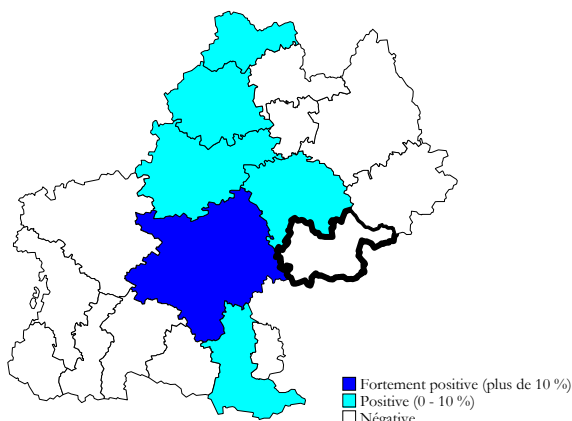 Fortement positive (plus de 10 %)
Positive (0 - 10 %)
Négative